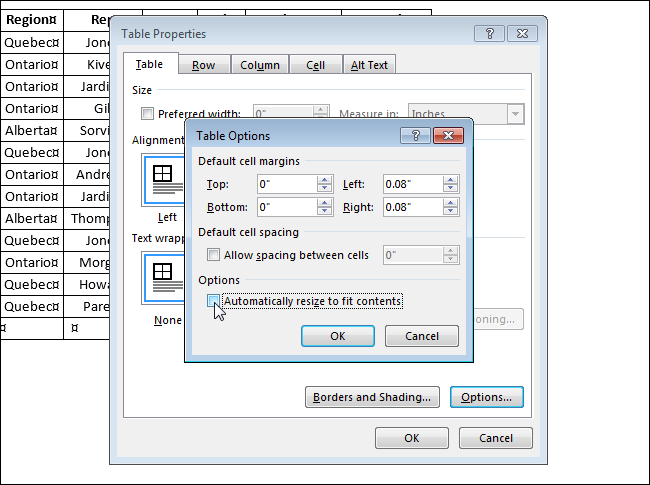 Region¤ Rep
Quebec¤ Jone
Ontario¤ Kive
Ontario¤ Jardi
Ontario¤ Gil
Alberta¤ Sorvi
Quebec¤ Jone
Ontario¤ Andre
Ontario¤ Jardi
Alberta¤ Thomp
Quebec¤ Jone
Ontario¤ Morg
Quebec¤ Howa
Quebec¤ Pare
¤ ¤
Table Properties
Table Row Column Cell Alt Text
Size
Preferred width: 0" Measure in: Inches
Alignment
Left
Text wrapp
None
oning...
Borders and Shading... Options...
OK Cancel
Table Options
Default cell margins
Top: 0" Left: 0.08"
Bottom: 0" Right: 0.08"
Default cell spacing
Allow spacing between cells 0"
Options
Automatically resize to fit contents
OK Cancel